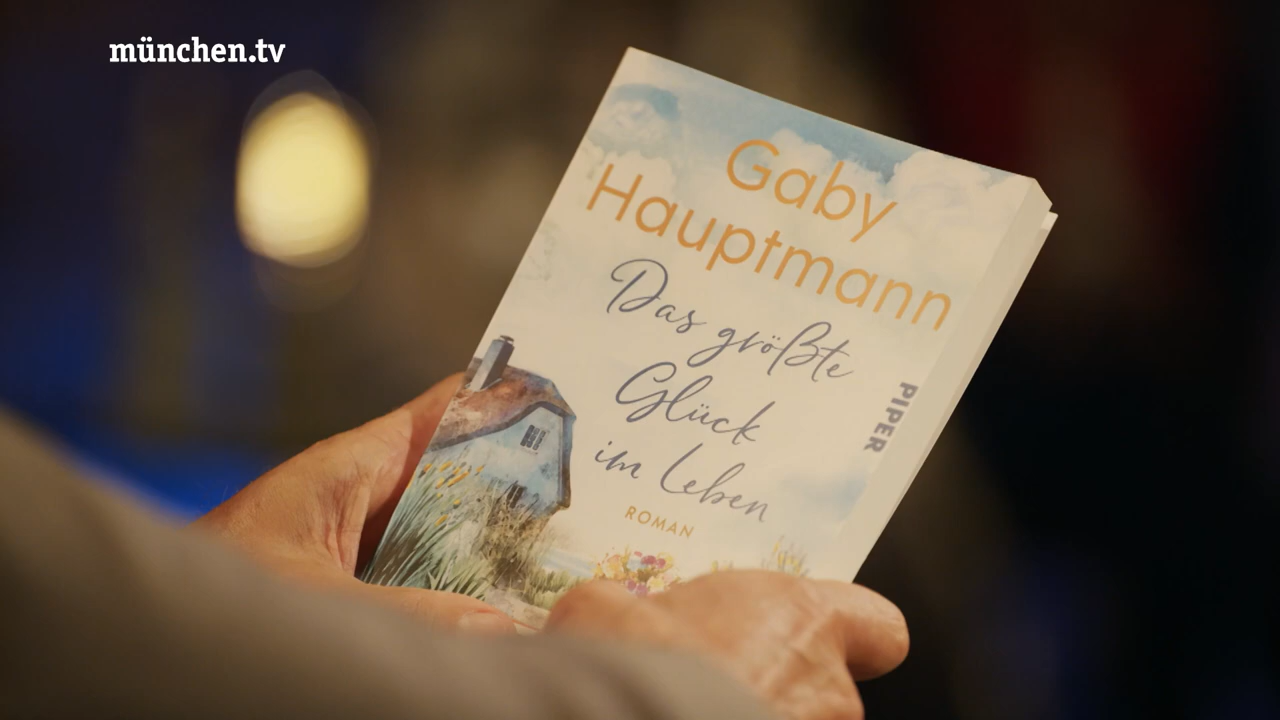 münchen.tv
Gaby
Hauptmann
Das größte
Glück
im Leben
ROMAN
PIPER